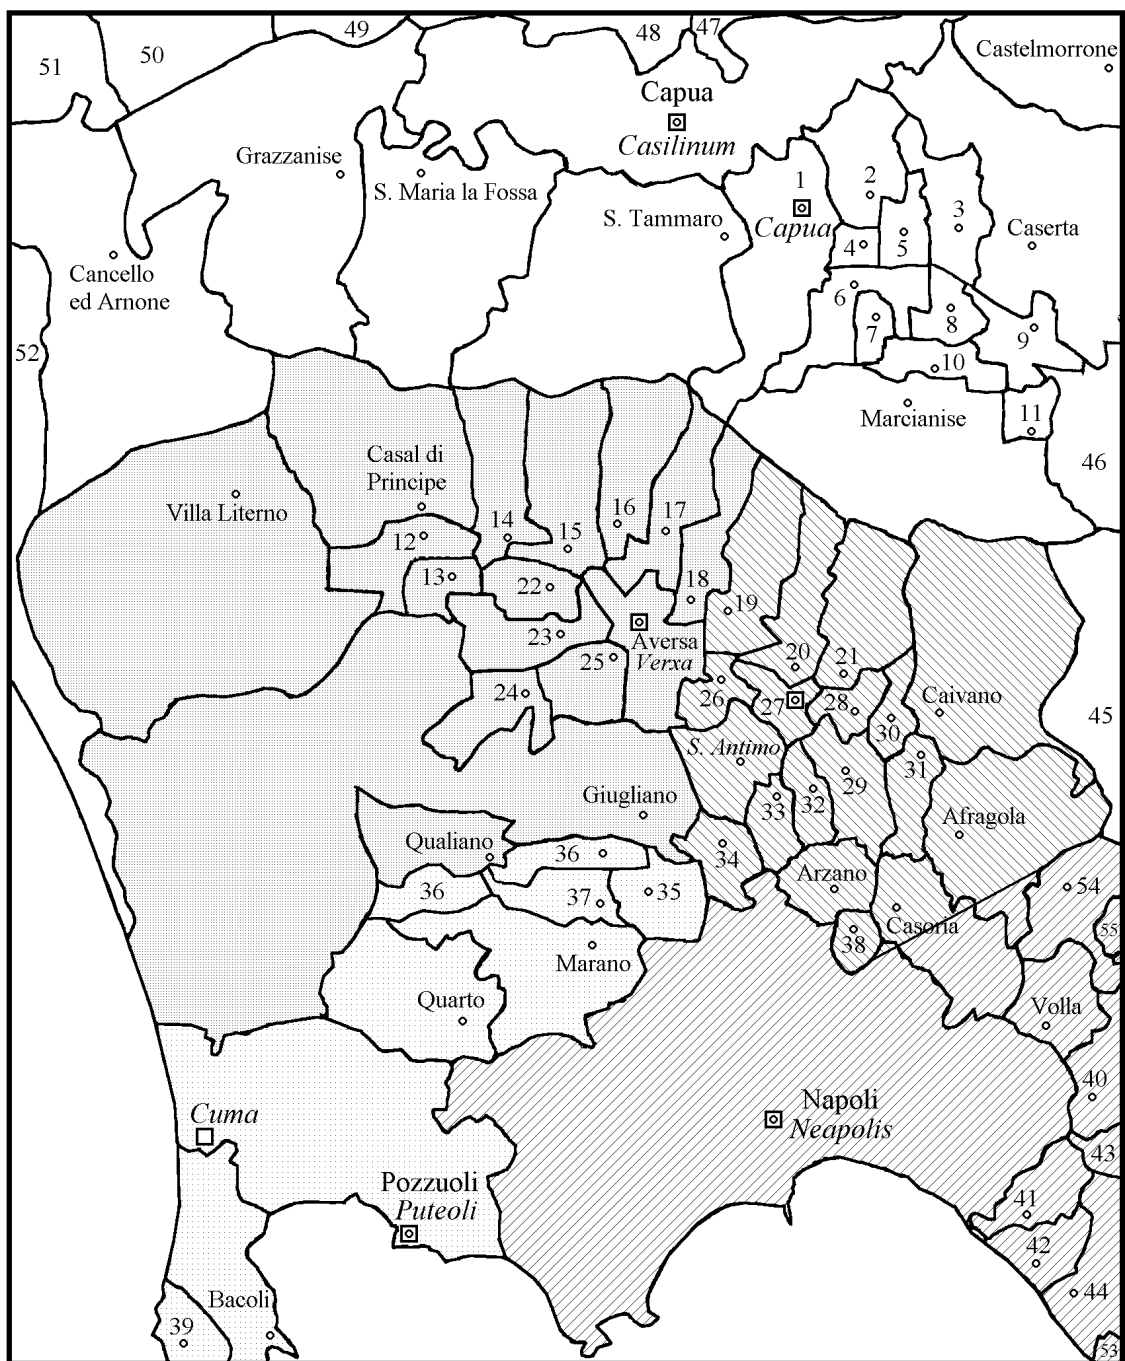 49
48
47
50
51
Castelmorrone
Capua
Casilinum
Grazzanise
S. Maria la Fossa
1
Capua
2
3
S. Tammaro
4
5
Caserta
Cancello
ed Arnone
6
7
8
9
52
10
Marcianise
11
46
Casal di
Principe
Villa Literno
12
13
14
15
16
17
18
19
22
23
24
25
Aversa
Verxa
20
21
26
27
28
Caivano
30
45
S. Antimo
29
31
32
33
Giugliano
Afragola
34
Qualiano
36
Arzano
54
36
37
35
Casoria
38
55
Marano
Quarto
Volla
40
Cuma
Napoli
Neapolis
43
Pozzuoli
Puteoli
41
42
44
Bacoli
39
53